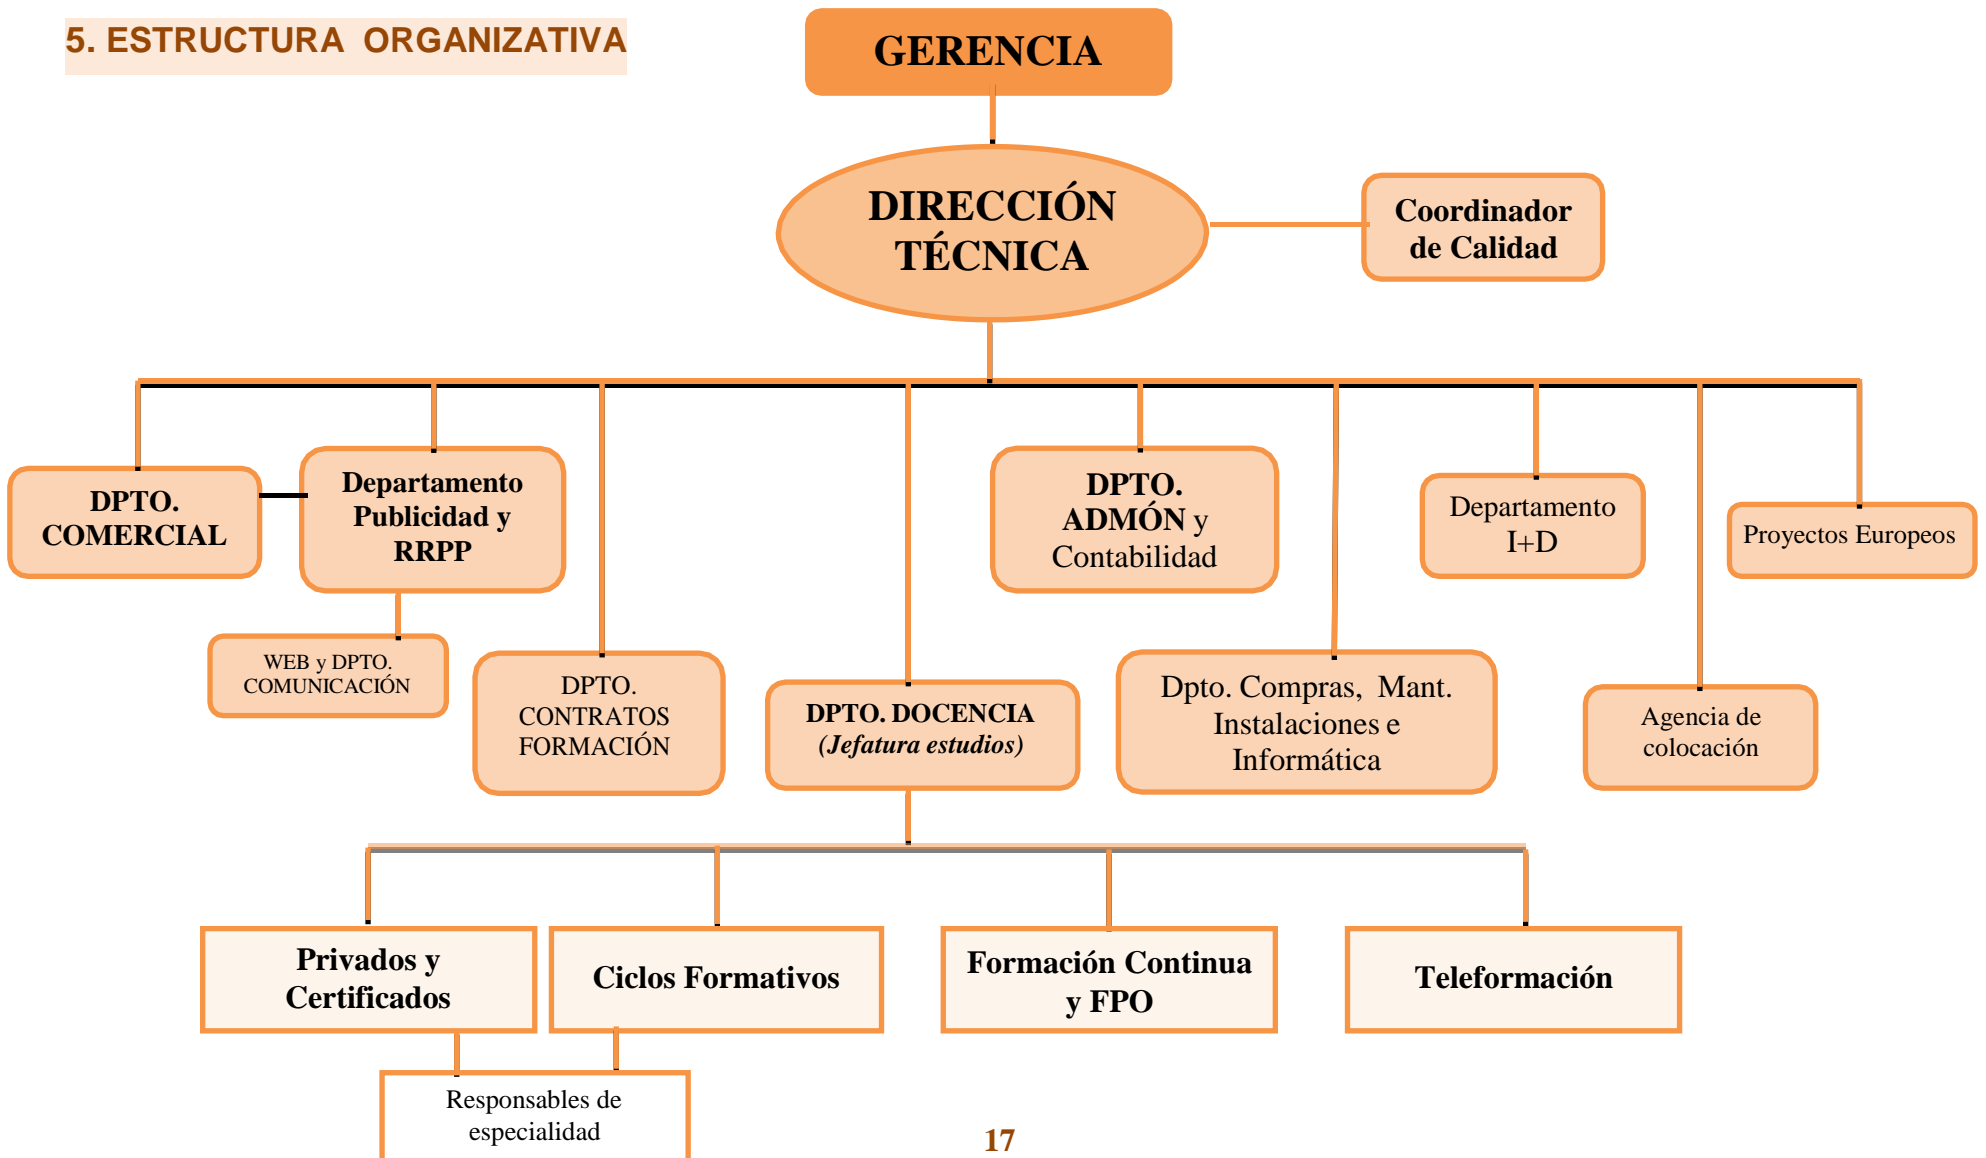 5. ESTRUCTURA ORGANIZATIVA
GERENCIA
DIRECCIÓN
TÉCNICA
Coordinador
de Calidad
DPTO.
COMERCIAL
Departamento
Publicidad y
RRPP
DPTO.
ADMÓN y
Contabilidad
Departamento
I+D
Proyectos Europeos
WEB y DPTO.
COMUNICACIÓN
DPTO.
CONTRATOS
FORMACIÓN
DPTO. DOCENCIA
(Jefatura estudios)
Dpto. Compras, Mant.
Instalaciones e
Informática
Agencia de
colocación
Privados y
Certificados
Ciclos Formativos
Formación Continua
y FPO
Teleformación
Responsables de
especialidad
17